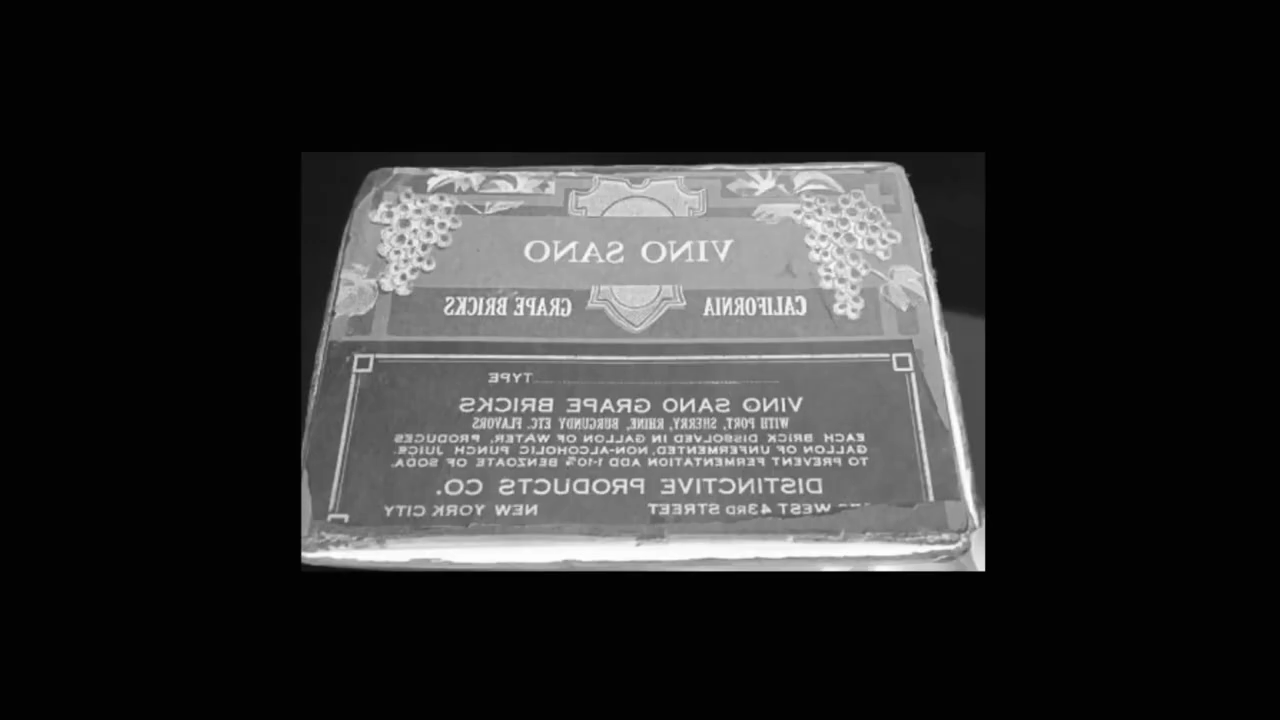 VINO SANO
CALIFORNIA GRAPE BRICKS
TYPE
VINO SANO GRAPE BRICKS
WITH PORT, SHERRY, RHINE, BURGUNDY ETC. FLAVORS
EACH BRICK DISSOLVED IN GALLON OF WATER, PRODUCES
GALLON OF UNFERMENTED, NON-ALCOHOLIC PUNCH JUICE.
TO PREVENT FERMENTATION ADD 1-10% BENZOATE OF SODA.
DISTINCTIVE PRODUCTS CO.
WEST 43RD STREET NEW YORK CITY